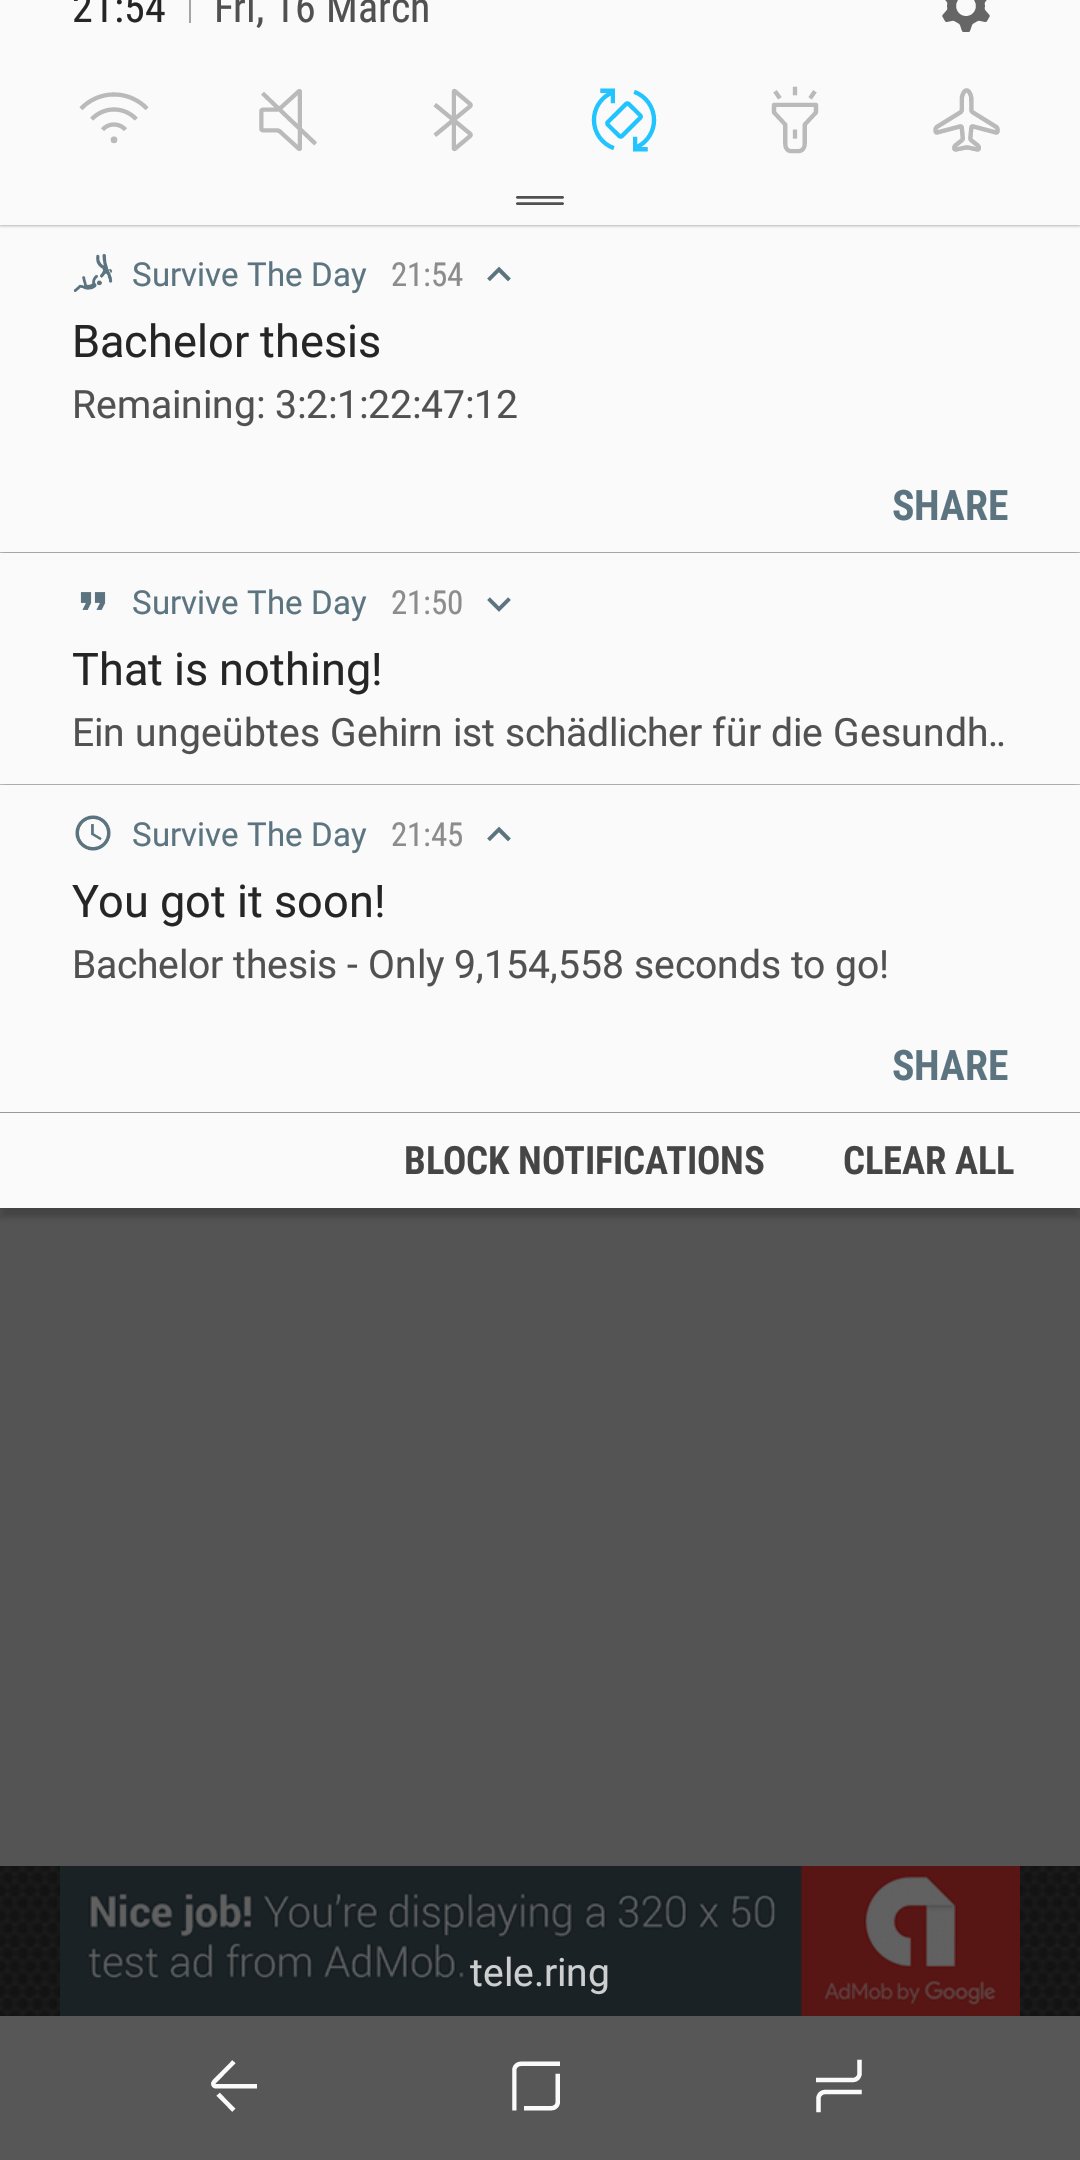 21:54 | Fri, 16 March
Survive The Day 21:54
Bachelor thesis
Remaining: 3:2:1:22:47:12
SHARE
Survive The Day 21:50
That is nothing!
Ein ungeübtes Gehirn ist schädlicher für die Gesundh..
Survive The Day 21:45
You got it soon!
Bachelor thesis - Only 9,154,558 seconds to go!
SHARE
BLOCK NOTIFICATIONS CLEAR ALL
Nice job! You're displaying a 320 x 50
test ad from AdMob.
tele.ring
AdMob by Google